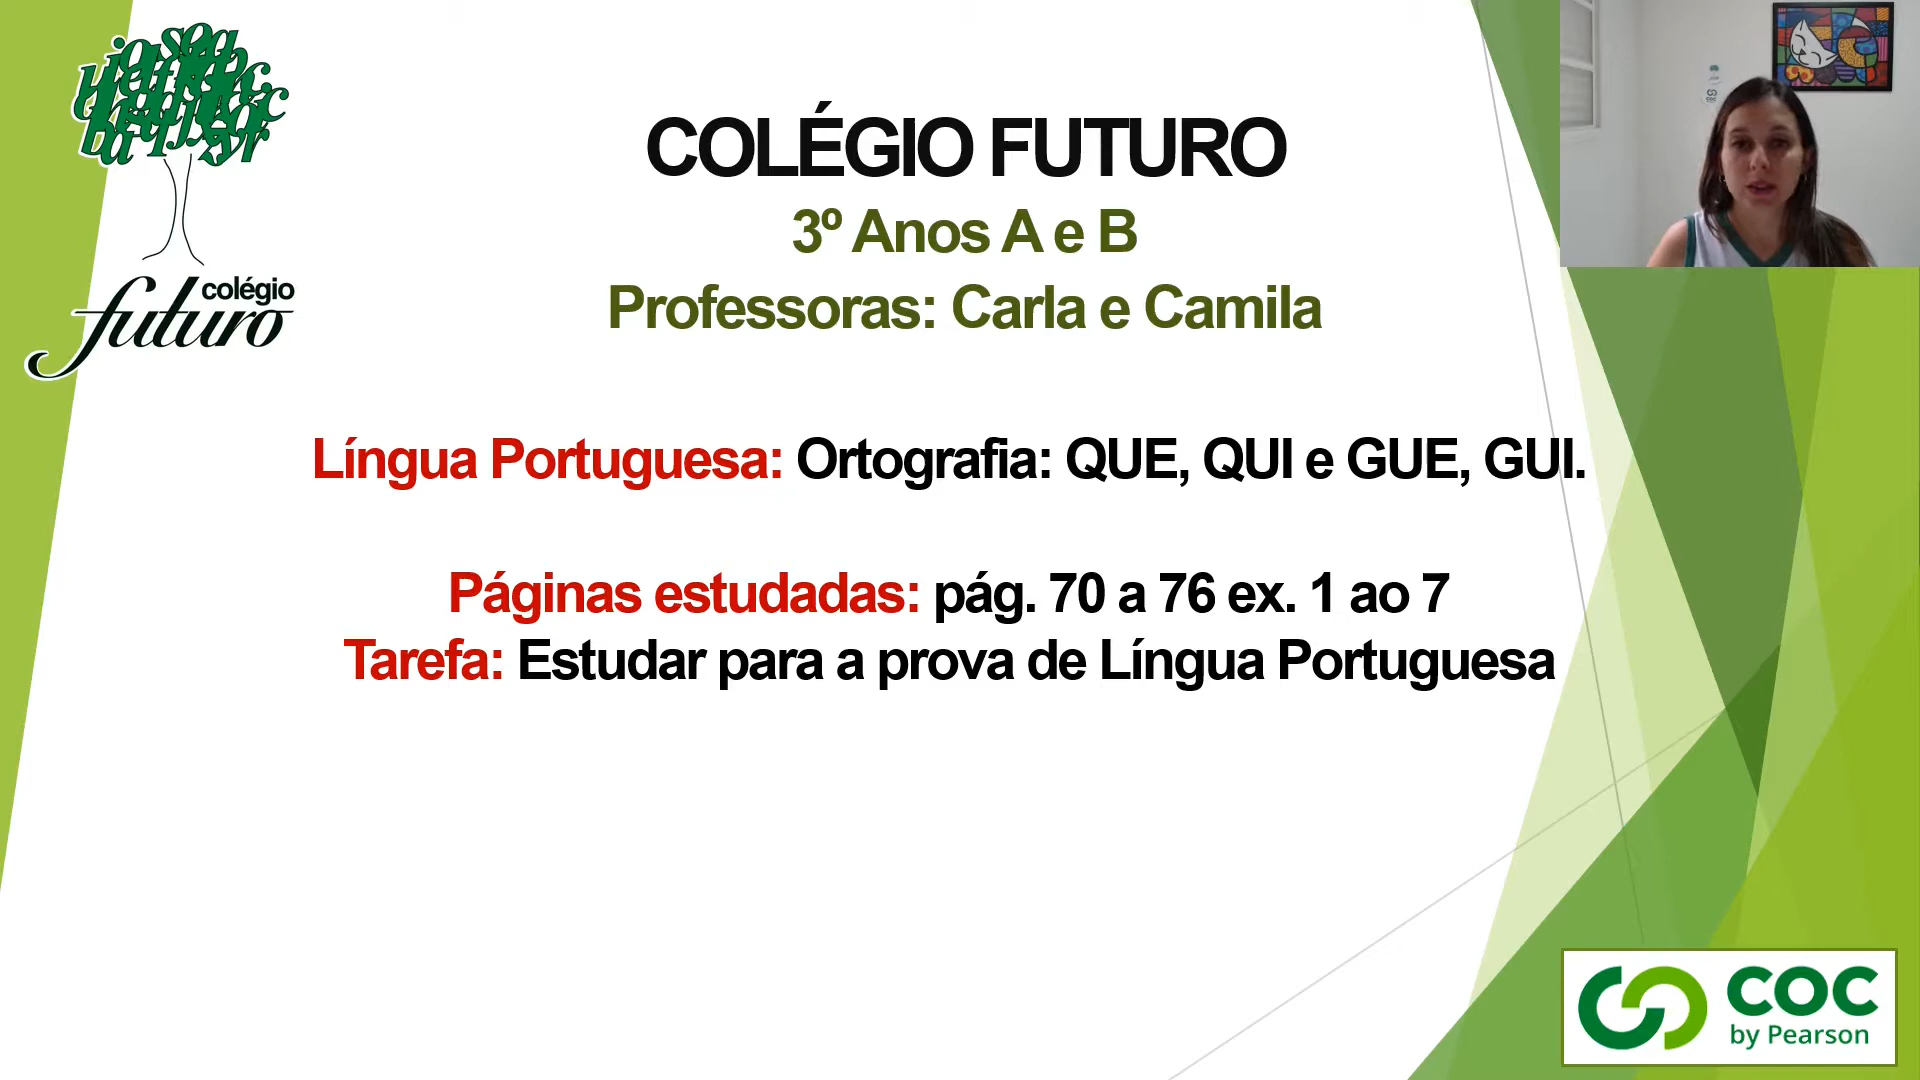 COLÉGIO FUTURO
3º Anos A e B
Professoras: Carla e Camila
colégio
futuro
Língua Portuguesa: Ortografia: QUE, QUI e GUE, GUI.
Páginas estudadas: pág. 70 a 76 ex. 1 ao 7
Tarefa: Estudar para a prova de Língua Portuguesa
COC
by Pearson